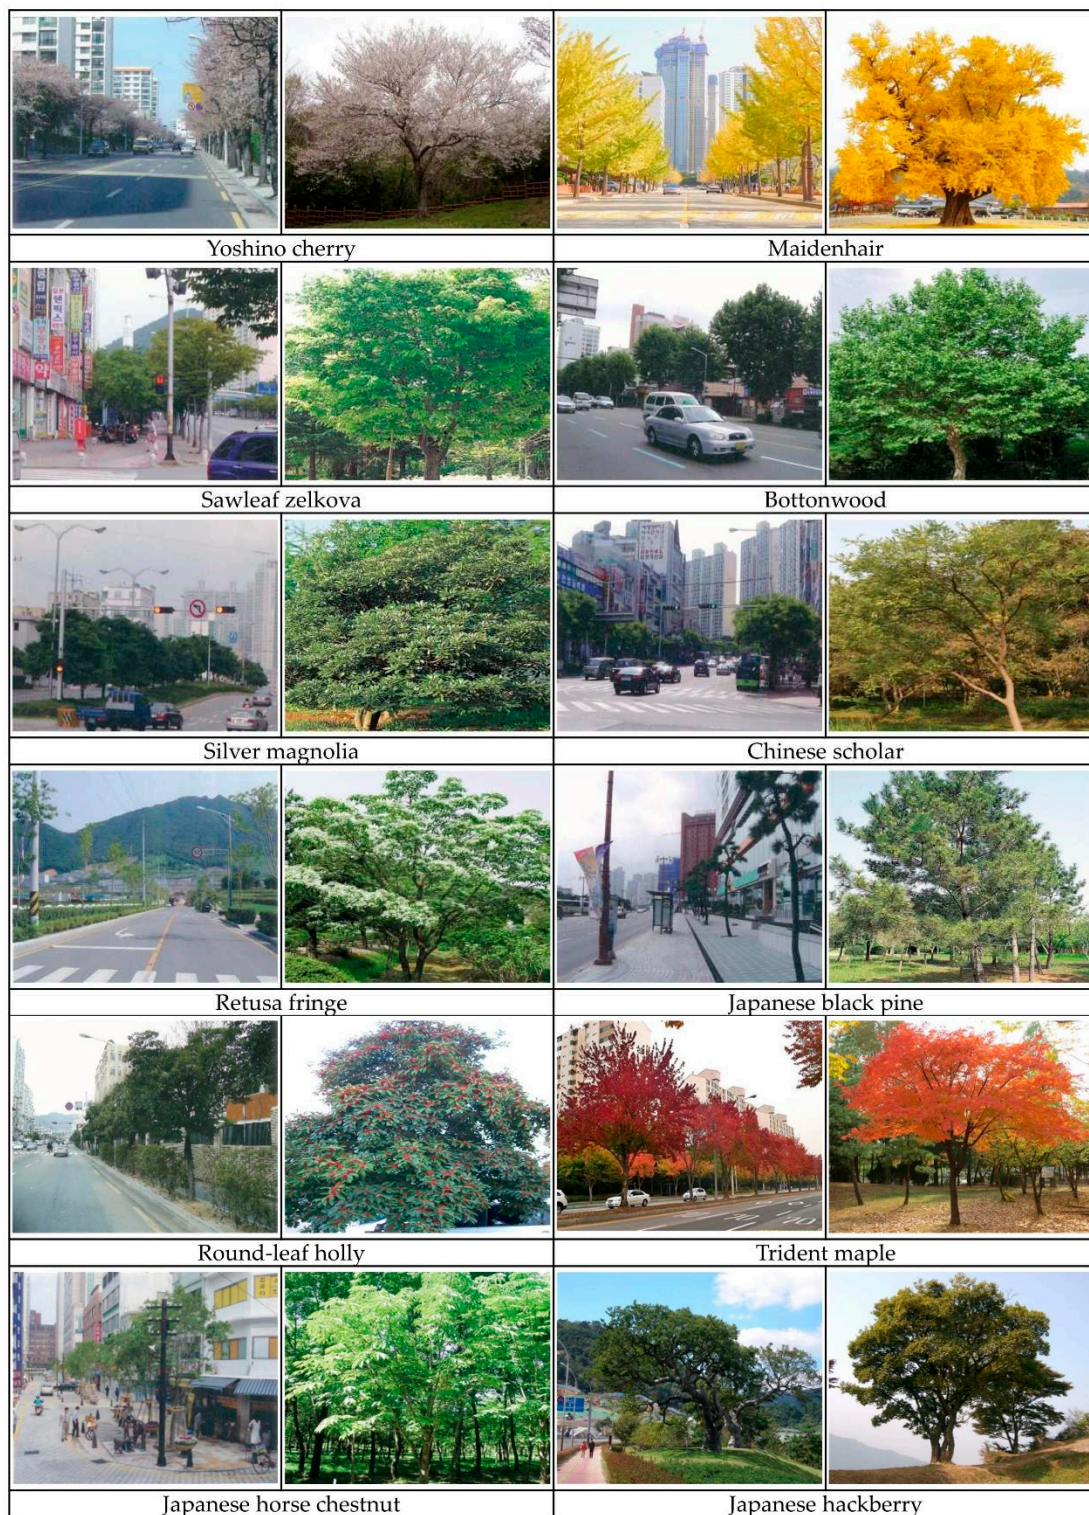 Yoshino cherry
Maidenhair
Sawleaf zelkova
Bottonwood
Silver magnolia
Chinese scholar
Retusa fringe
Japanese black pine
Round-leaf holly
Trident maple
Japanese horse chestnut
Japanese hackberry